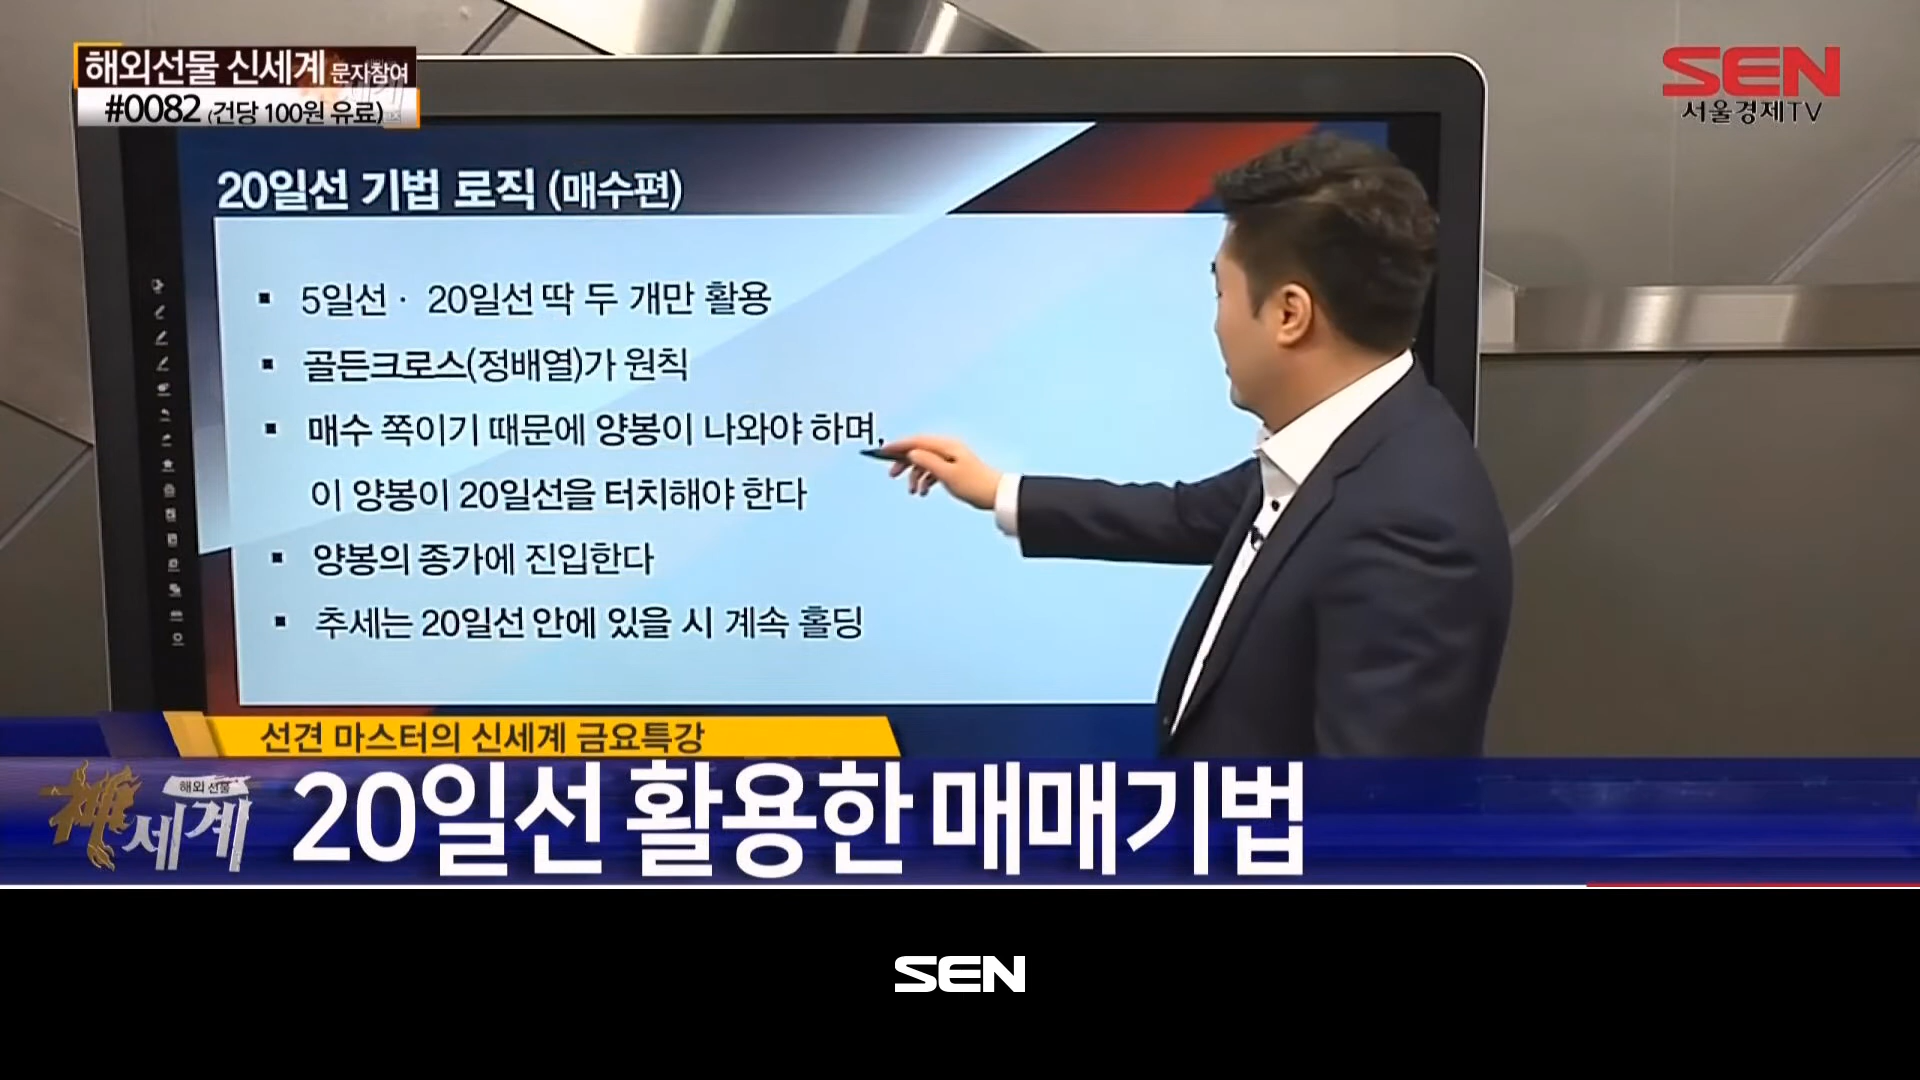 해외선물 신세계 문자참여
#0082 (건당 100원 유료)
SEN
서울경제TV
20일선 기법 로직 (매수편)
▪ 5일선 · 20일선 딱 두 개만 활용
▪ 골든크로스(정배열)가 원칙
▪ 매수 쪽이기 때문에 양봉이 나와야 하며,
이 양봉이 20일선을 터치해야 한다
▪ 양봉의 종가에 진입한다
▪ 추세는 20일선 안에 있을 시 계속 홀딩
선견 마스터의 신세계 금요특강
해외 선물
神세계
20일선 활용한 매매기법
SEN